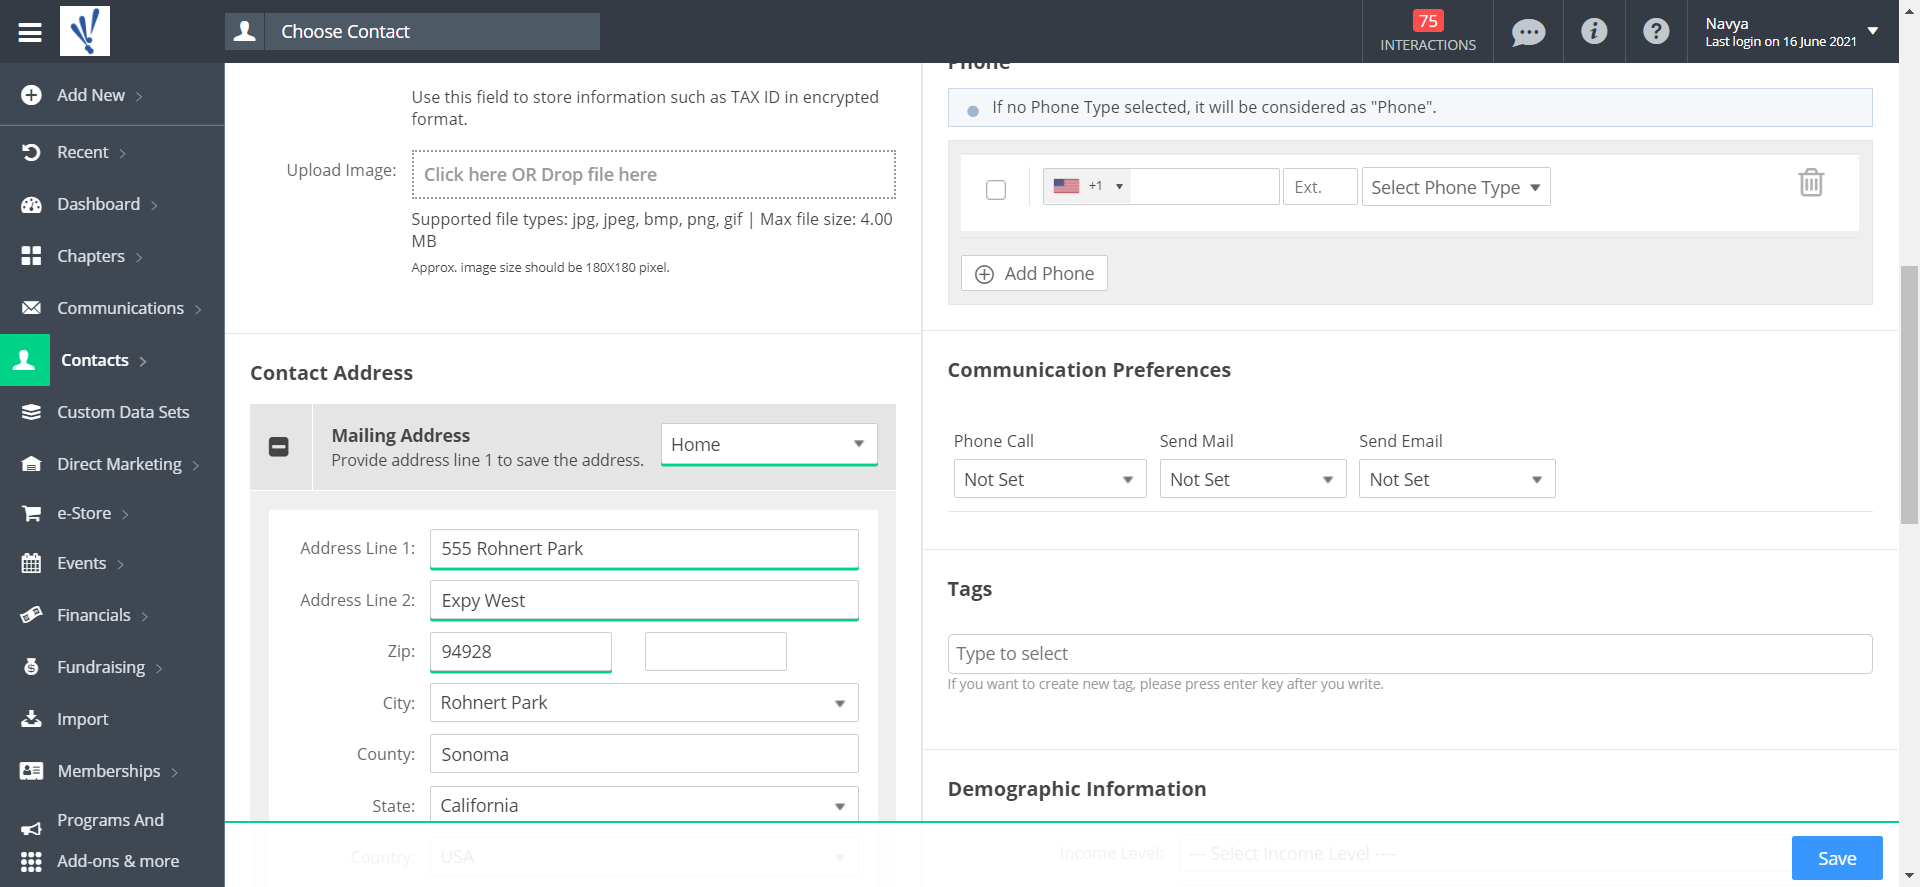 Choose Contact
75
INTERACTIONS
Navya
Last login on 16 June 2021
Add New
Recent
Dashboard
Chapters
Communications
Contacts
Custom Data Sets
Direct Marketing
e-Store
Events
Financials
Fundraising
Import
Memberships
Programs And
Add-ons & more
Use this field to store information such as TAX ID in encrypted
format.
Upload Image:
Click here OR Drop file here
Supported file types: jpg, jpeg, bmp, png, gif | Max file size: 4.00
MB
Approx. image size should be 180X180 pixel.
Contact Address
Mailing Address
Provide address line 1 to save the address.
Home
Address Line 1:
555 Rohnert Park
Address Line 2:
Expy West
Zip:
94928
City:
Rohnert Park
County:
Sonoma
State:
California
Country:
USA
Phone
If no Phone Type selected, it will be considered as "Phone".
+1
Ext.
Select Phone Type
Add Phone
Communication Preferences
Phone Call
Send Mail
Send Email
Not Set
Not Set
Not Set
Tags
Type to select
If you want to create new tag, please press enter key after you write.
Demographic Information
Income Level:
--- Select Income Level ----
Save